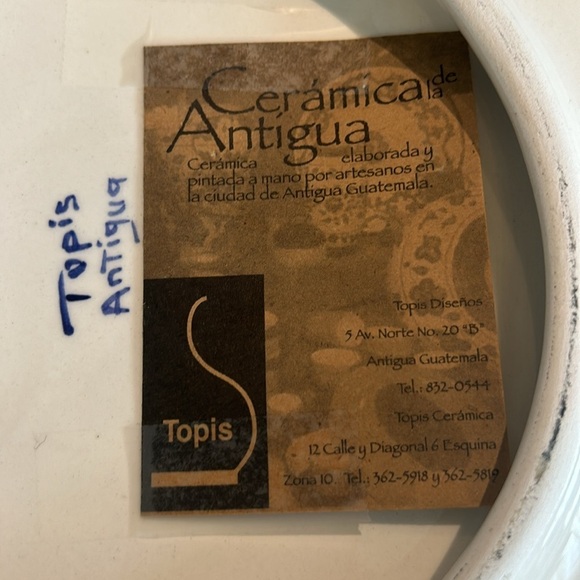 Topis
Antigua
Cerámica de la
Antigua
Cerámica elaborada y
pintada a mano por artesanos en
la ciudad de Antigua Guatemala.
Topis Diseños
5 Av. Norte No. 20 "B"
Antigua Guatemala
Tel.: 832-0544
Topis Cerámica
12 Calle y Diagonal 6 Esquina
Zona 10. Tel.: 362-5918 y 362-5819
Topis